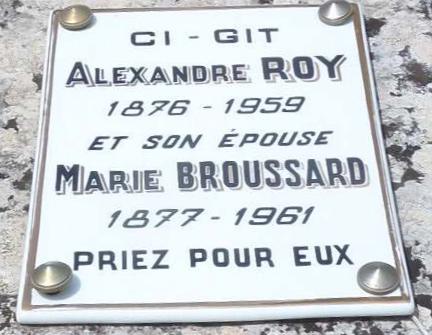 CI - GIT
ALEXANDRE ROY
1876 - 1959
ET SON ÉPOUSE
MARIE BROUSSARD
1877 - 1961
PRIEZ POUR EUX